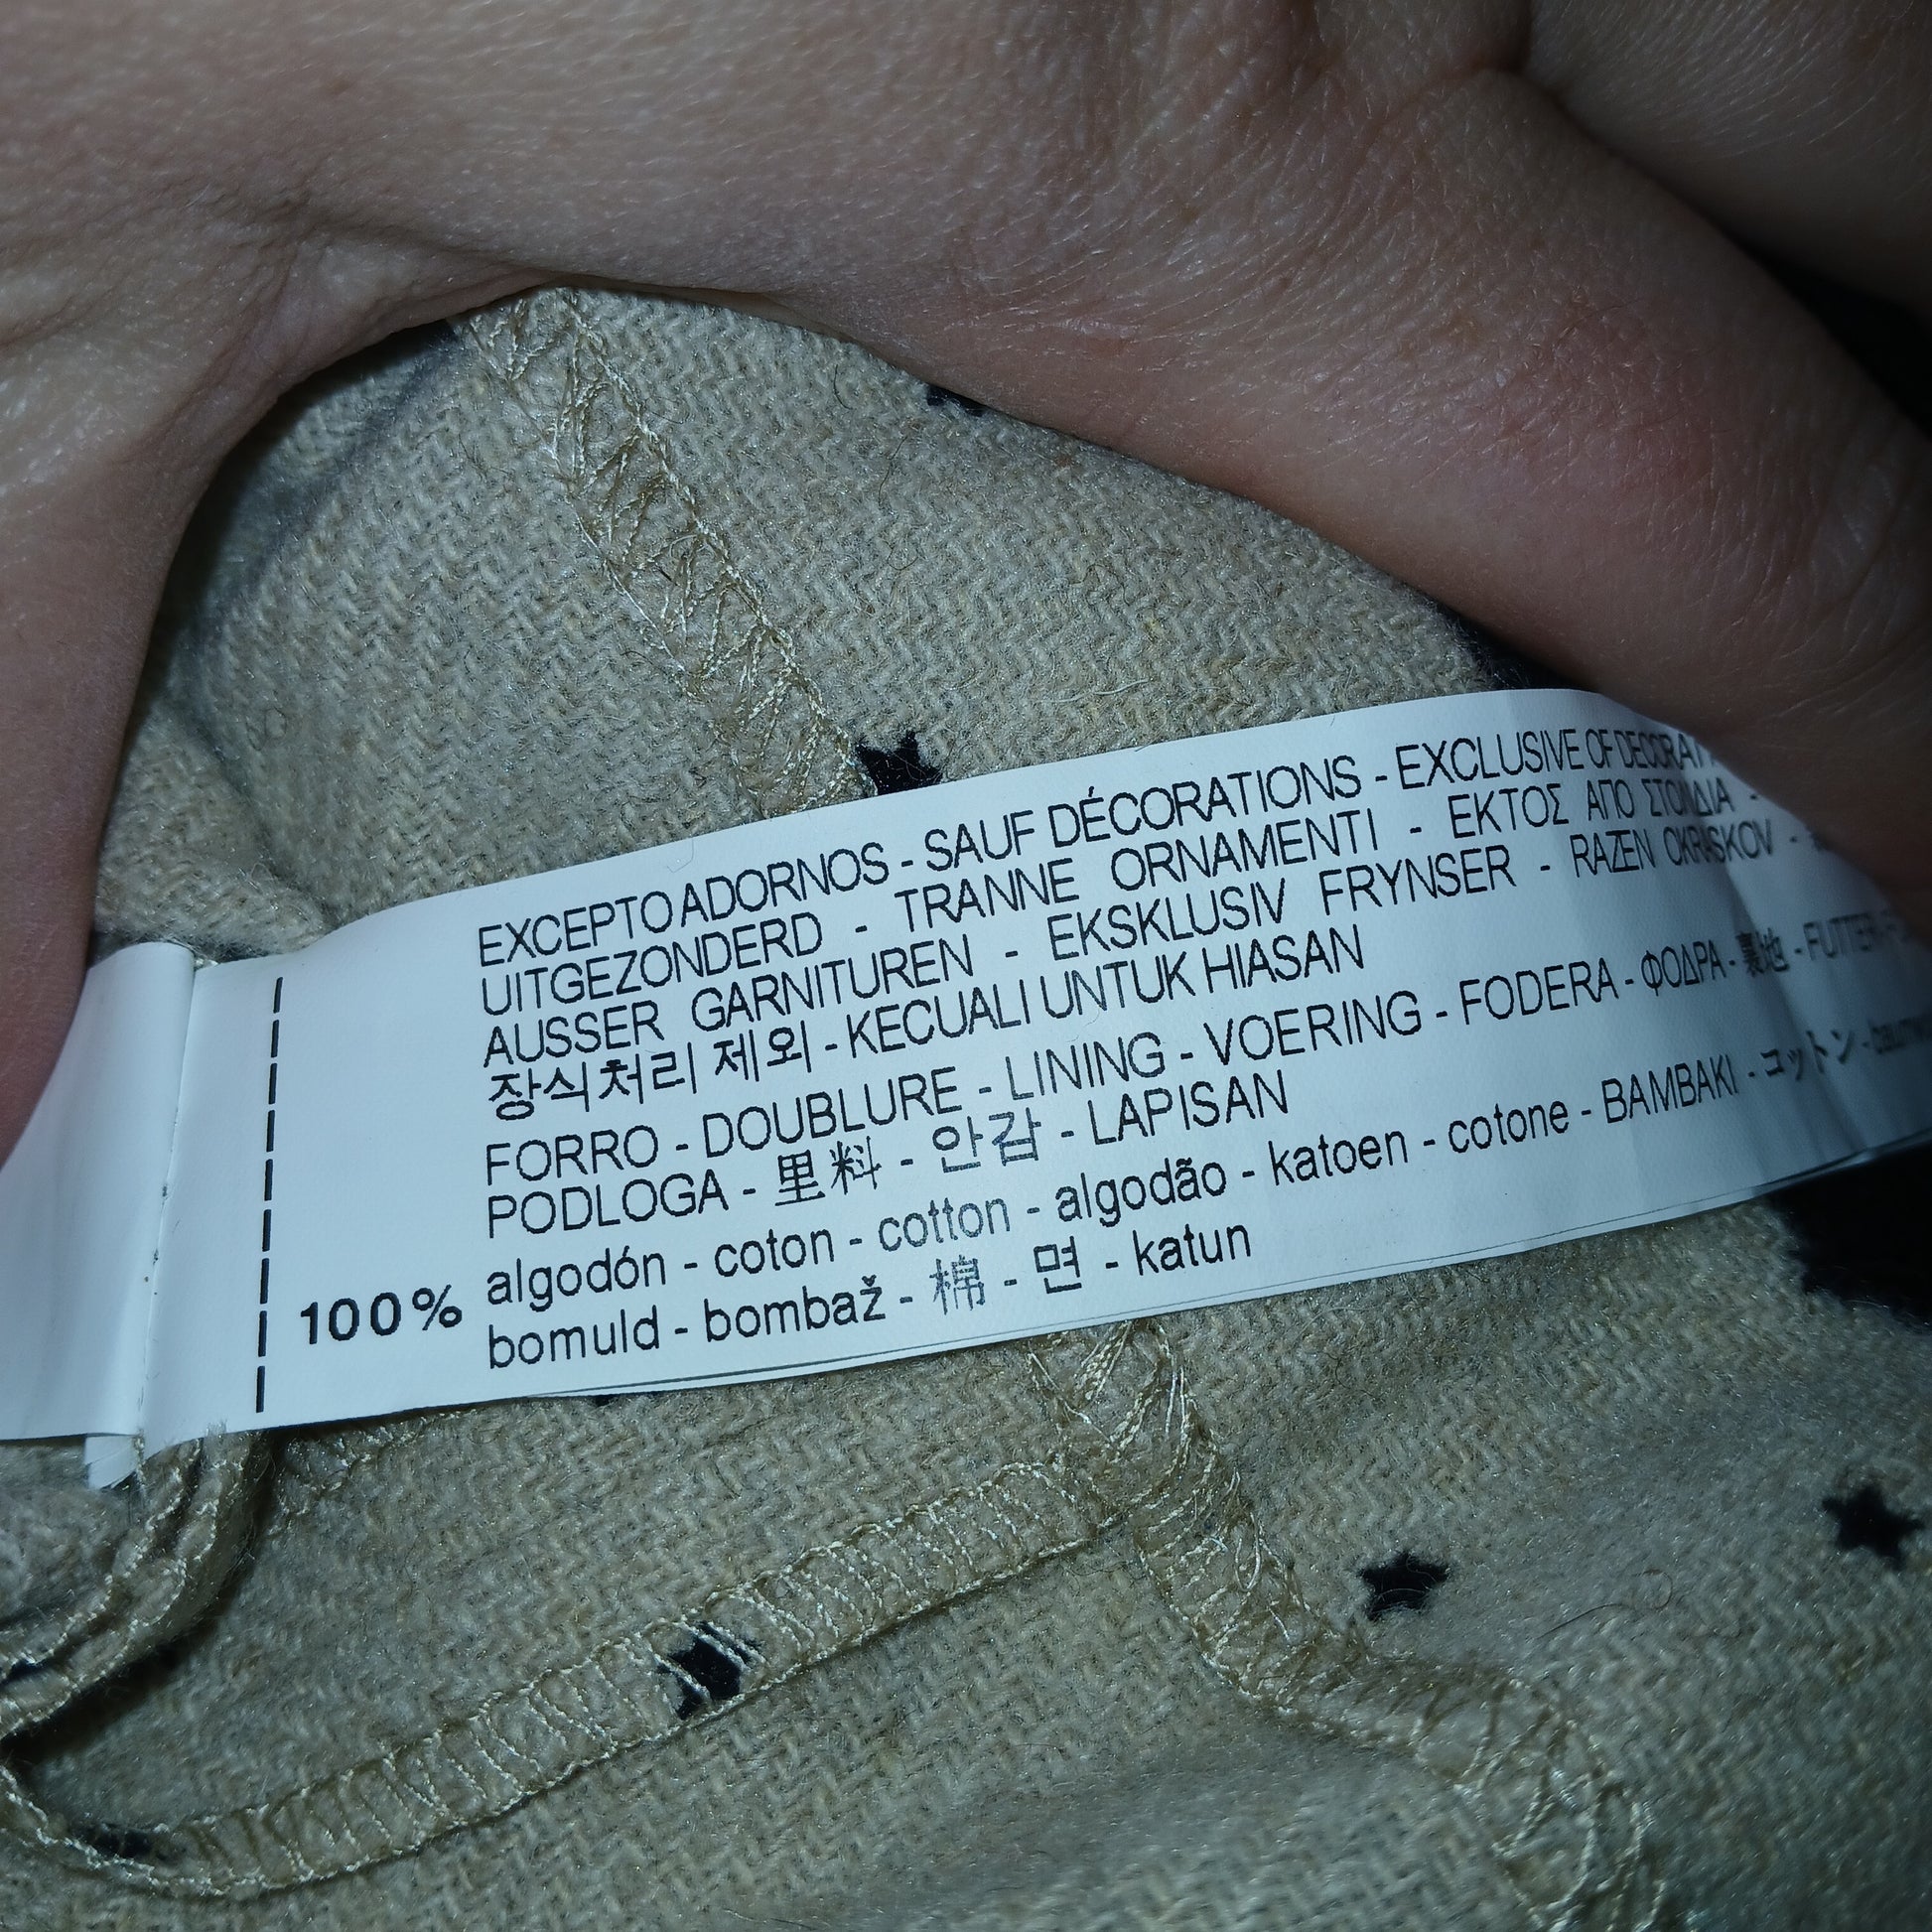 EXCEPTO ADORNOS - SAUF DÉCORATIONS - EXCLUSIVE OF
UITGEZONDERD - TRANNE ORNAMENTI - ΕΚΤΟΣ ΑΠΟ ΣΤΟΛΙΔΙΑ -
AUSSER GARNITUREN - EKSKLUSIV FRYNSER - RAZEN OKRASKOV -
장식처리 제외 - KECUALI UNTUK HIASAN
FORRO - DOUBLURE - LINING - VOERING - FODERA - ΦΟΔΡΑ - 裏地 - FUTTER -
PODLOGA - 里料 - 안감 - LAPISAN
algodón - coton - cotton - algodão - katoen - cotone - BAMBAKI - コットン -
100% bomuld - bombaž - 棉 - 면 - katun